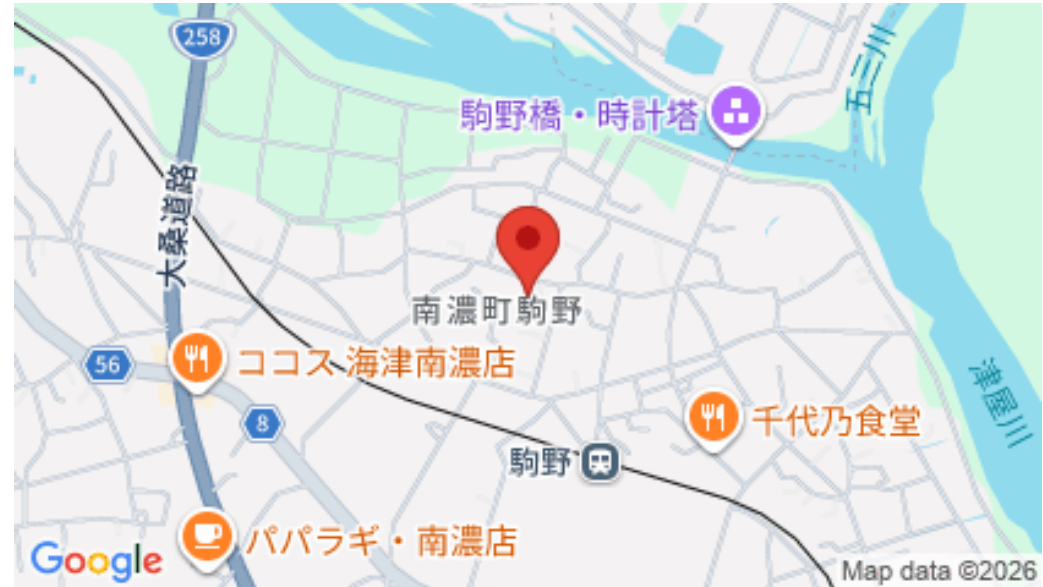 258
駒野橋・時計塔
五三川
大桑道路
南濃町駒野
56
ココス 海津南濃店
8
千代乃食堂
津屋川
駒野
パパラギ・南濃店
Google
Map data ©2026